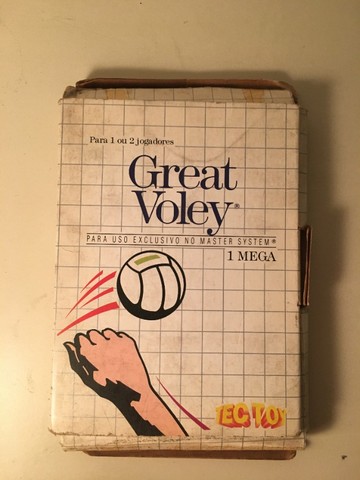 Para 1 ou 2 jogadores
Great
Voley®
PARA USO EXCLUSIVO NO MASTER SYSTEM®
1 MEGA
TEC TOY